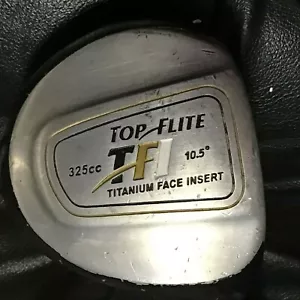 TOP FLITE
325cc TFI 10.5°
TITANIUM FACE INSERT